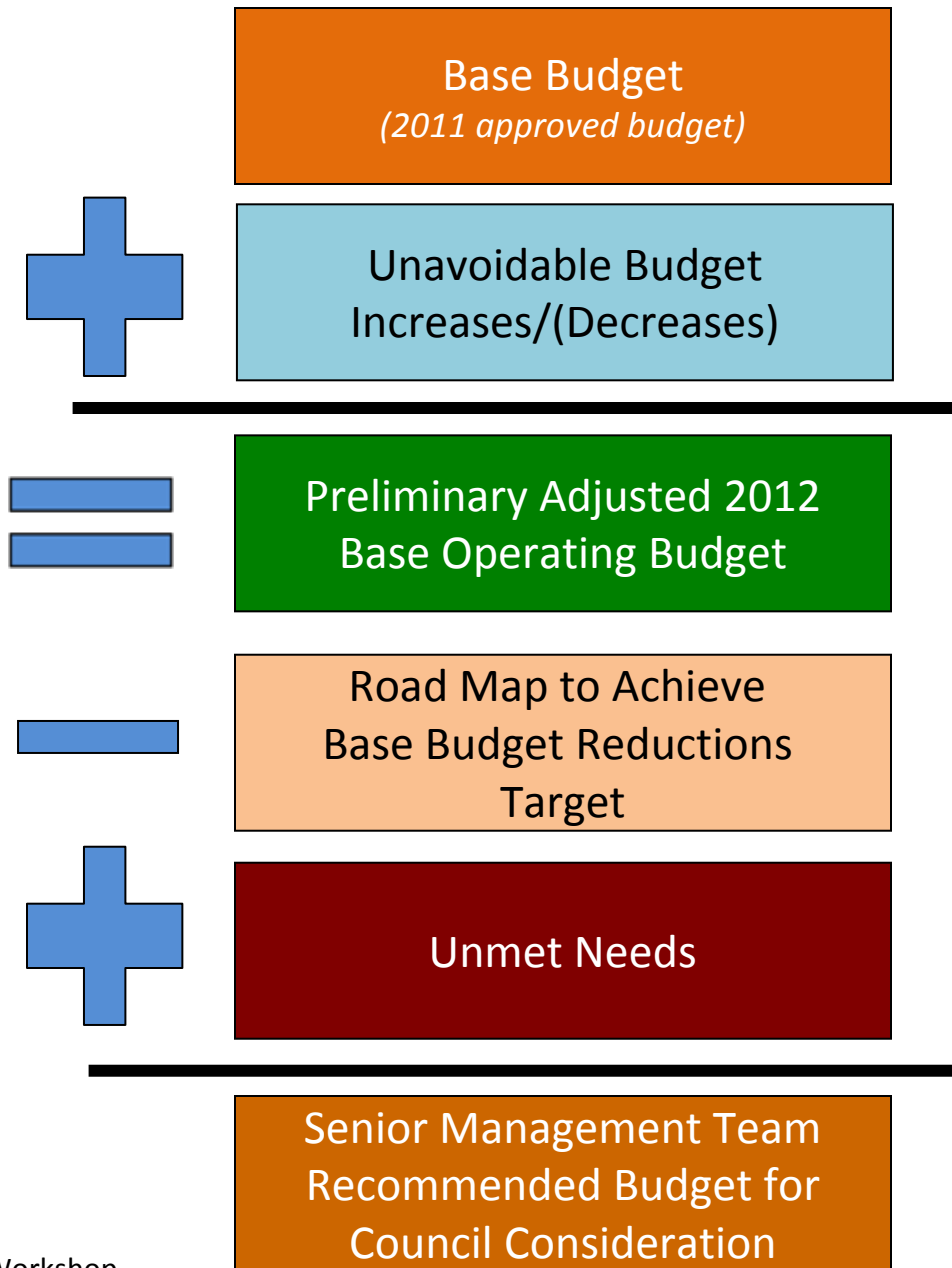 Base Budget
(2011 approved budget)
Unavoidable Budget
Increases/(Decreases)
Preliminary Adjusted 2012
Base Operating Budget
Road Map to Achieve
Base Budget Reductions
Target
Unmet Needs
Senior Management Team
Recommended Budget for
Council Consideration
Workshop